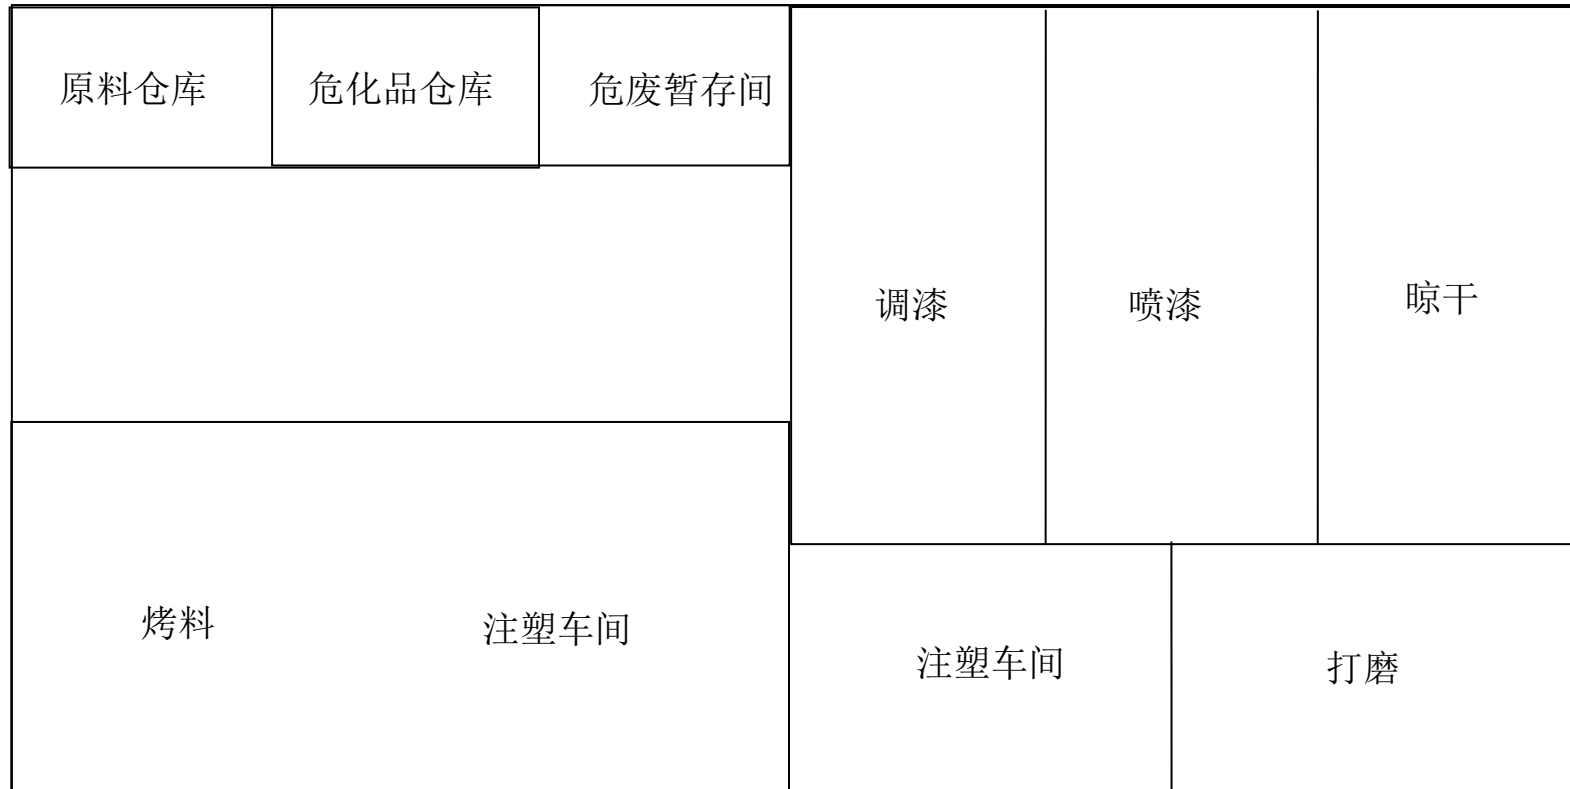 原料仓库
危化品仓库
危废暂存间
调漆
喷漆
晾干
烤料
注塑车间
注塑车间
打磨